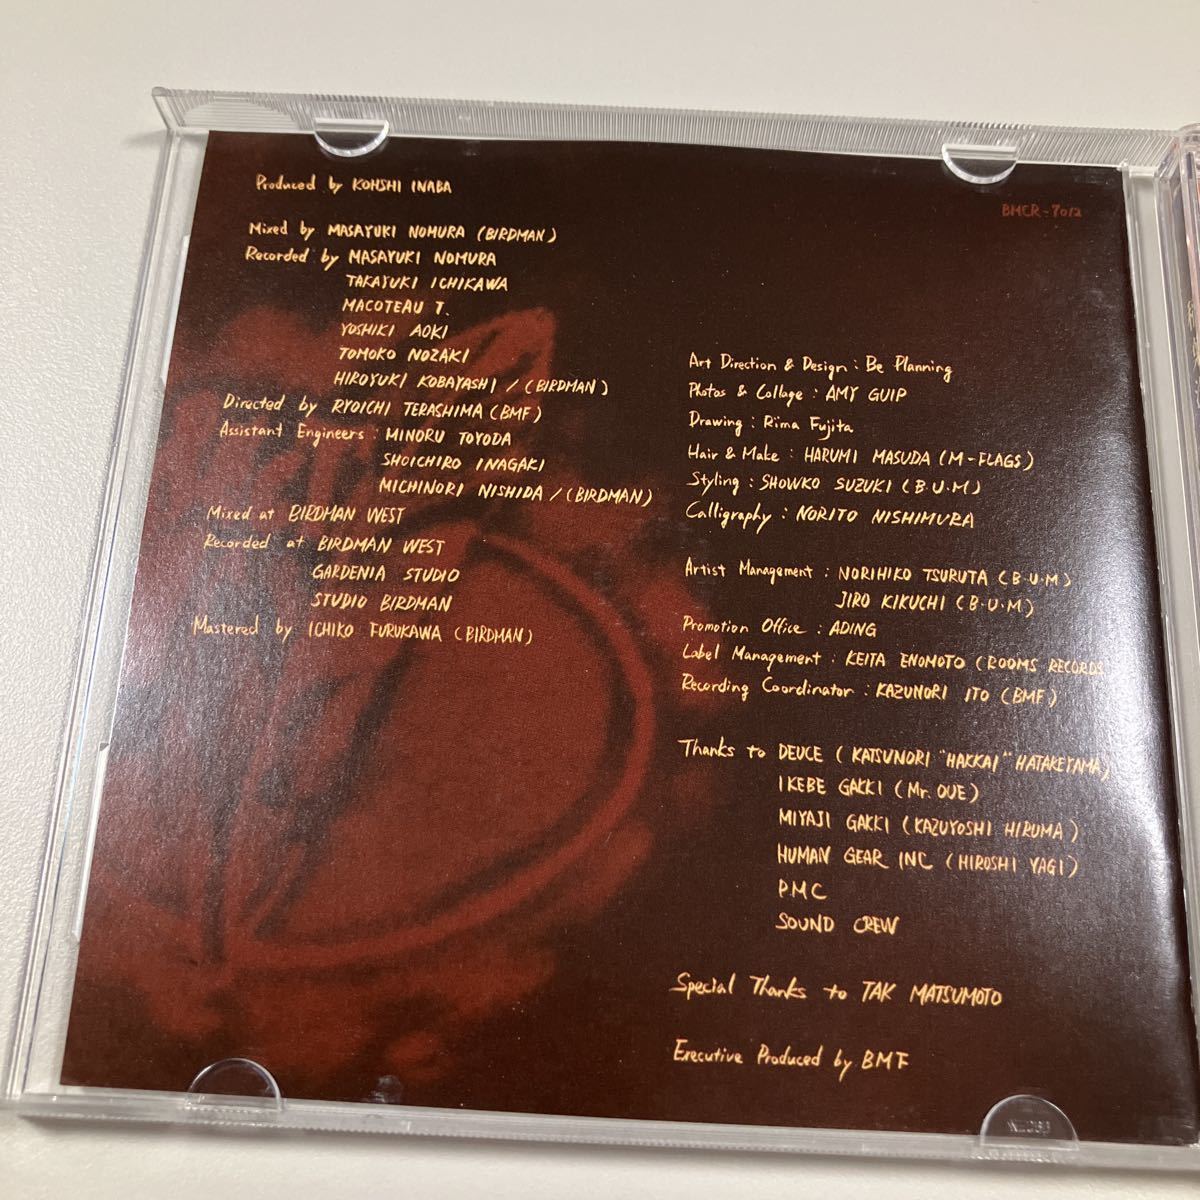 Produced by KOHSHI INABA
Mixed by MASAYUKI NOMURA (BIRDMAN)
Recorded by MASAYUKI NOMURA
TAKAYUKI ICHIKAWA
MACOTEAU T.
YOSHIKI AOKI
TOMOKO NOZAKI
HIROYUKI KOBAYASHI / (BIRDMAN)
Directed by RYOICHI TERASHIMA (BMF)
Assistant Engineers : MINORU TOYODA
SHOICHIRO INAGAKI
MICHINORI NISHIDA / (BIRDMAN)
Mixed at BIRDMAN WEST
Recorded at BIRDMAN WEST
GARDENIA STUDIO
STUDIO BIRDMAN
Mastered by ICHIKO FURUKAWA (BIRDMAN)
BMCR-7012
Art Direction & Design : Be Planning
Photos & Collage : AMY GUIP
Drawing : Rima Fujita
Hair & Make : HARUMI MASUDA (M-FLAGS)
Styling : SHOWKO SUZUKI (B・U・M)
Calligraphy : NORITO NISHIMURA
Artist Management : NORIHIKO TSURUTA (B・U・M)
JIRO KIKUCHI (B・U・M)
Promotion Office : ADING
Label Management : KEITA ENOMOTO (ROOMS RECORDS
Recording Coordinator : KAZUNORI ITO (BMF)
Thanks to DEUCE ( KATSUNORI "HAKKAI" HATAKEYAMA)
IKEBE GAKKI (Mr. OUE)
MIYAJI GAKKI (KAZUYOSHI HIRUMA)
HUMAN GEAR INC (HIROSHI YAGI)
P.M.C
SOUND CREW
Special Thanks to TAK MATSUMOTO
Executive Produced by BMF